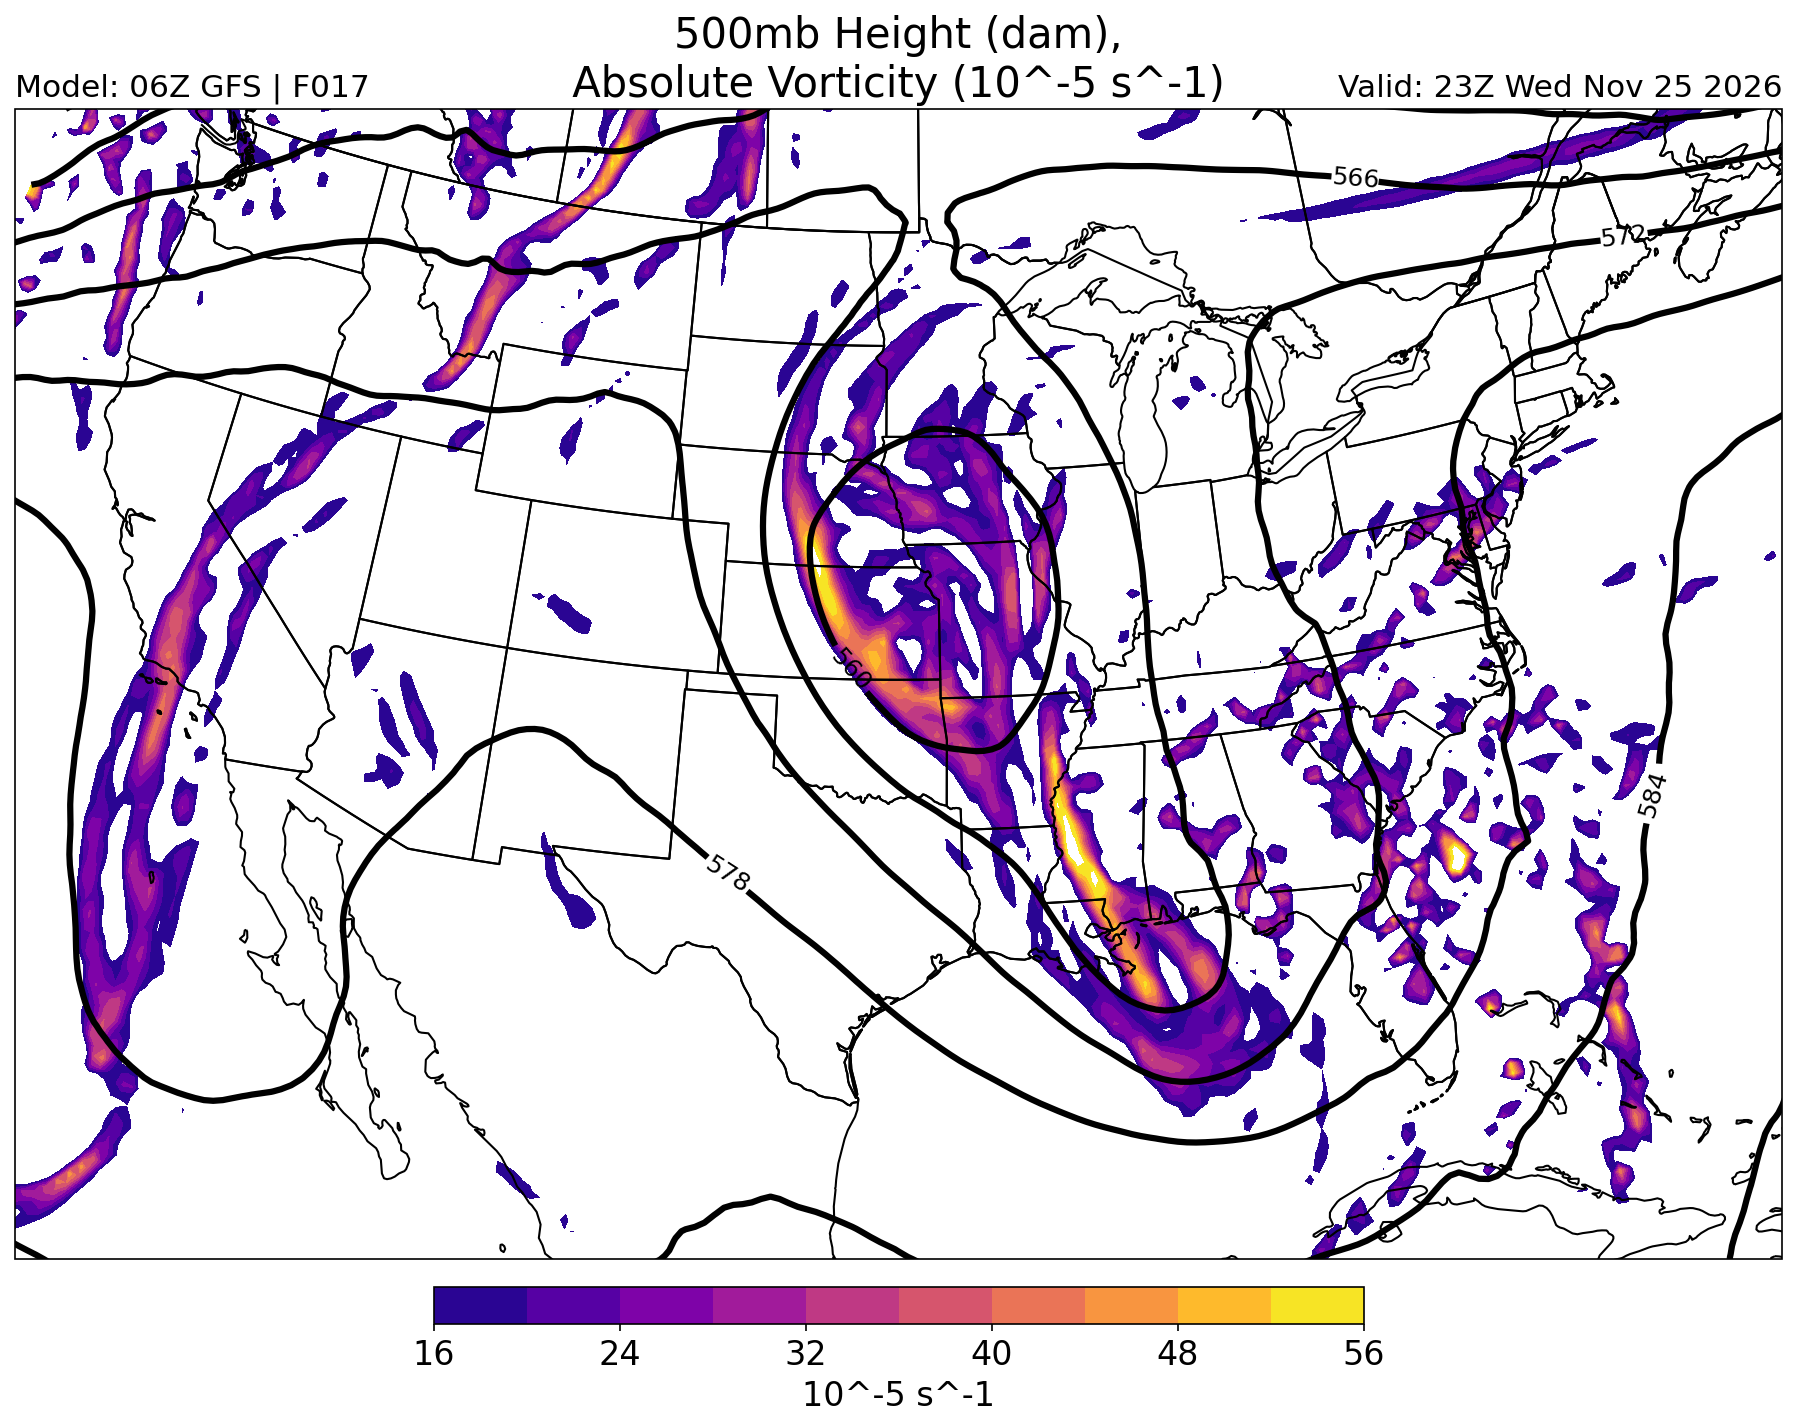 500mb Height (dam),
Model: 06Z GFS | F017
Absolute Vorticity (10^-5 s^-1)
Valid: 23Z Wed Nov 25 2026
566
572
560
584
578
16 24 32 40 48 56
10^-5 s^-1